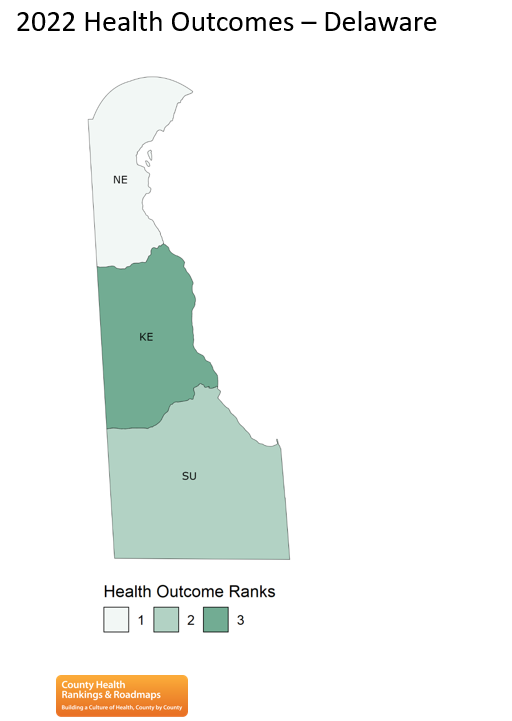 2022 Health Outcomes – Delaware
NE
KE
SU
Health Outcome Ranks
1 2 3
County Health
Rankings & Roadmaps
Building a Culture of Health, County by County